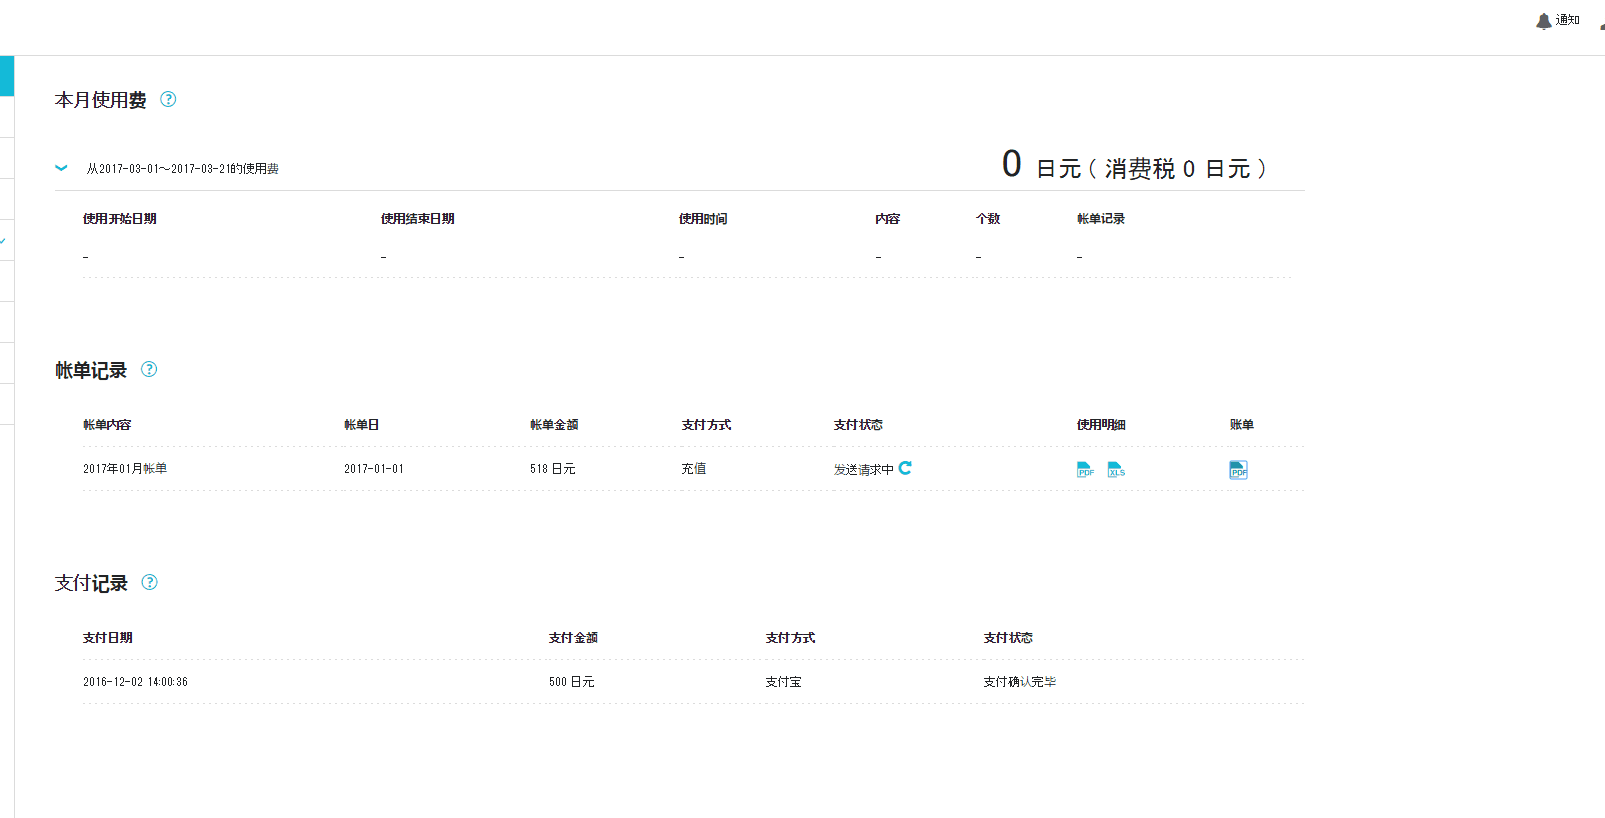 通知
本月使用费
从2017-03-01～2017-03-21的使用费 0 日元 ( 消费税 0 日元 )
使用开始日期 使用结束日期 使用时间 内容 个数 帐单记录
- - - - - -
帐单记录
帐单内容 帐单日 帐单金额 支付方式 支付状态 使用明细 账单
2017年01月帐单 2017-01-01 518 日元 充值 发送请求中 PDF XLS PDF
支付记录
支付日期 支付金额 支付方式 支付状态
2016-12-02 14:00:36 500 日元 支付宝 支付确认完毕